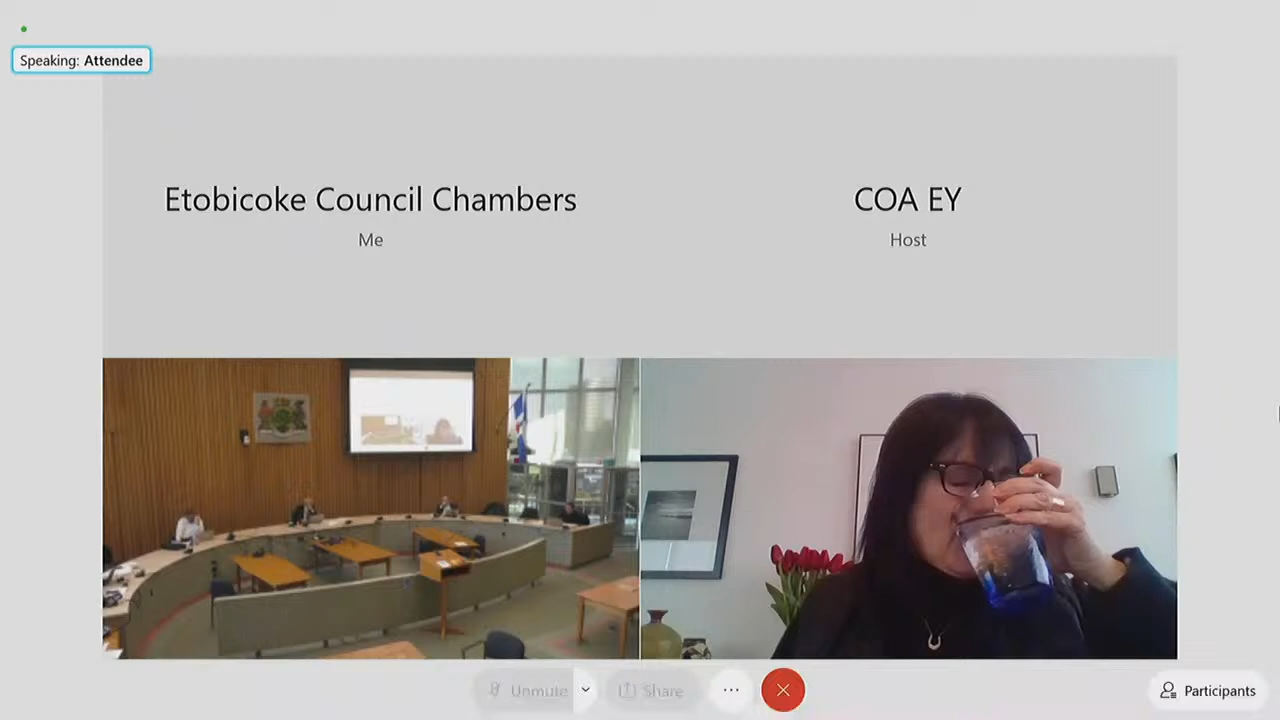 Speaking: Attendee
Etobicoke Council Chambers
Me
COA EY
Host
Unmute
Share
Participants